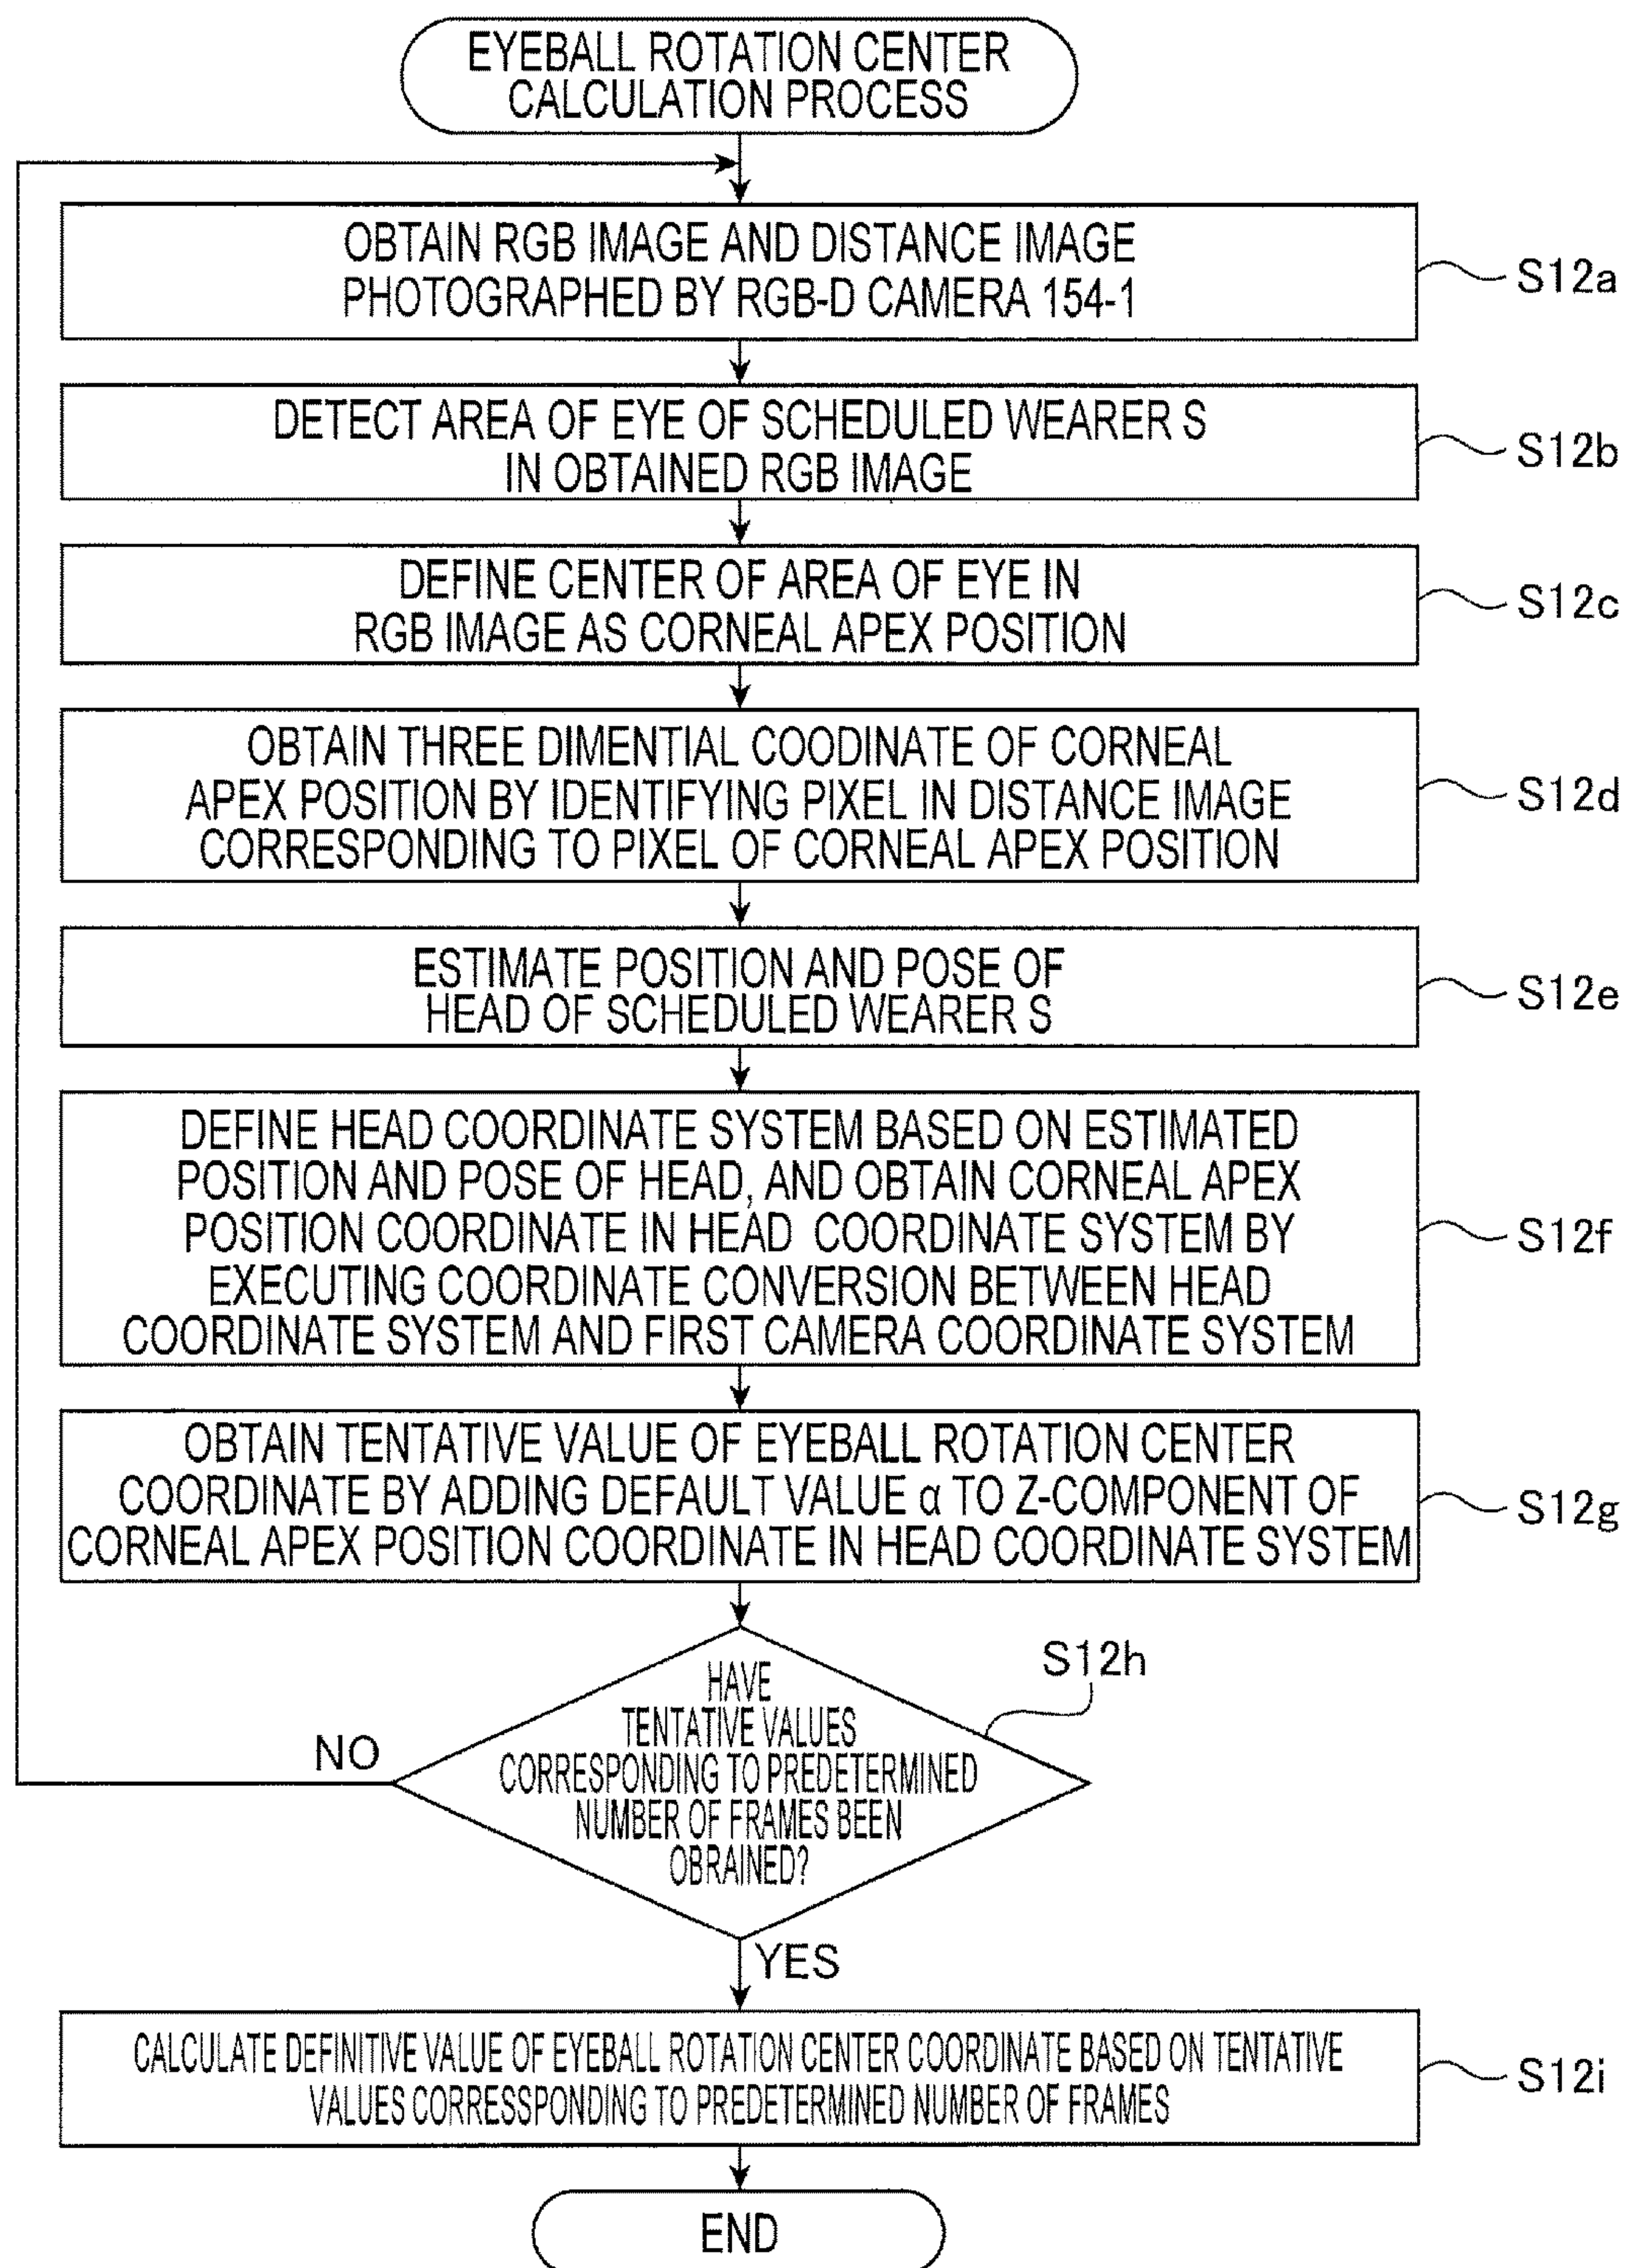 EYEBALL ROTATION CENTER
CALCULATION PROCESS
OBTAIN RGB IMAGE AND DISTANCE IMAGE
PHOTOGRAPHED BY RGB-D CAMERA 154-1
S12a
DETECT AREA OF EYE OF SCHEDULED WEARER S
IN OBTAINED RGB IMAGE
S12b
DEFINE CENTER OF AREA OF EYE IN
RGB IMAGE AS CORNEAL APEX POSITION
S12c
OBTAIN THREE DIMENTIAL COODINATE OF CORNEAL
APEX POSITION BY IDENTIFYING PIXEL IN DISTANCE IMAGE
CORRESPONDING TO PIXEL OF CORNEAL APEX POSITION
S12d
ESTIMATE POSITION AND POSE OF
HEAD OF SCHEDULED WEARER S
S12e
DEFINE HEAD COORDINATE SYSTEM BASED ON ESTIMATED
POSITION AND POSE OF HEAD, AND OBTAIN CORNEAL APEX
POSITION COORDINATE IN HEAD COORDINATE SYSTEM BY
EXECUTING COORDINATE CONVERSION BETWEEN HEAD
COORDINATE SYSTEM AND FIRST CAMERA COORDINATE SYSTEM
S12f
OBTAIN TENTATIVE VALUE OF EYEBALL ROTATION CENTER
COORDINATE BY ADDING DEFAULT VALUE α TO Z-COMPONENT OF
CORNEAL APEX POSITION COORDINATE IN HEAD COORDINATE SYSTEM
S12g
S12h
HAVE
TENTATIVE VALUES
CORRESPONDING TO PREDETERMINED
NUMBER OF FRAMES BEEN
OBRAINED?
NO
YES
CALCULATE DEFINITIVE VALUE OF EYEBALL ROTATION CENTER COORDINATE BASED ON TENTATIVE
VALUES CORRESSPONDING TO PREDETERMINED NUMBER OF FRAMES
S12i
END